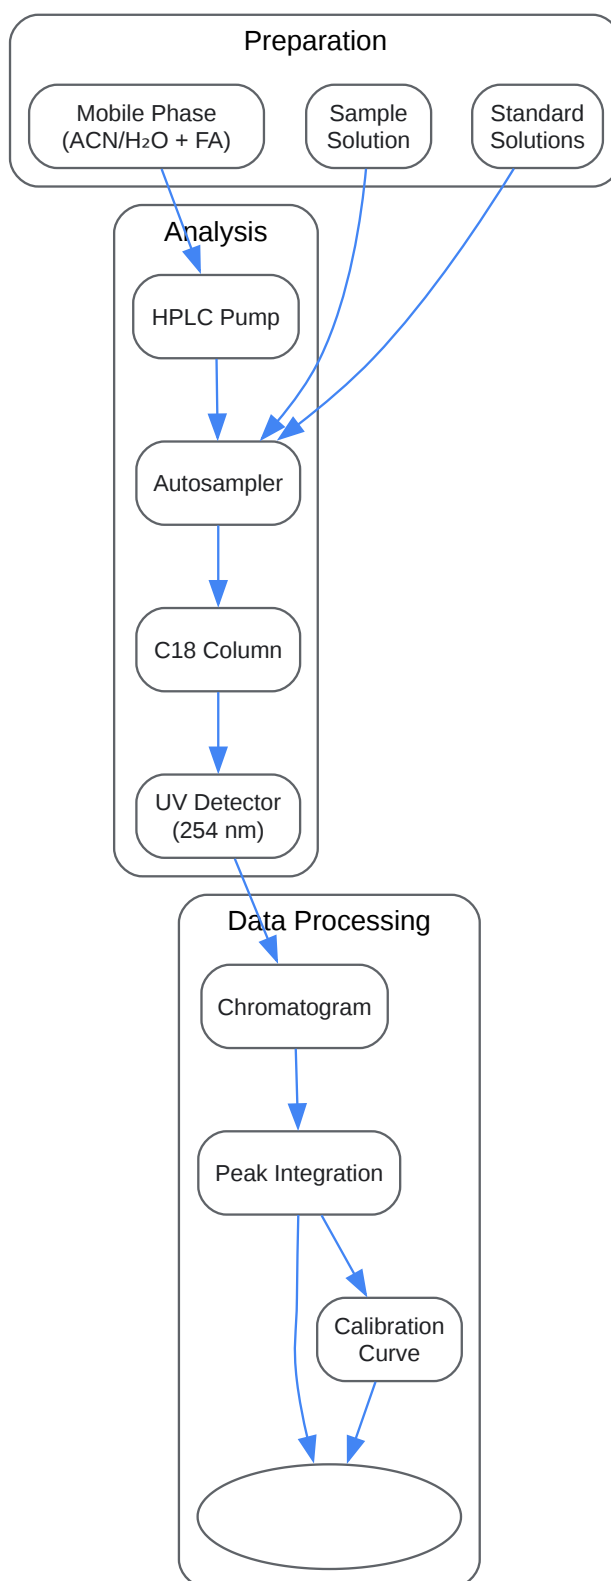 Preparation
Mobile Phase
(ACN/H₂O + FA)
Sample
Solution
Standard
Solutions
Analysis
HPLC Pump
Autosampler
C18 Column
UV Detector
(254 nm)
Data Processing
Chromatogram
Peak Integration
Calibration
Curve